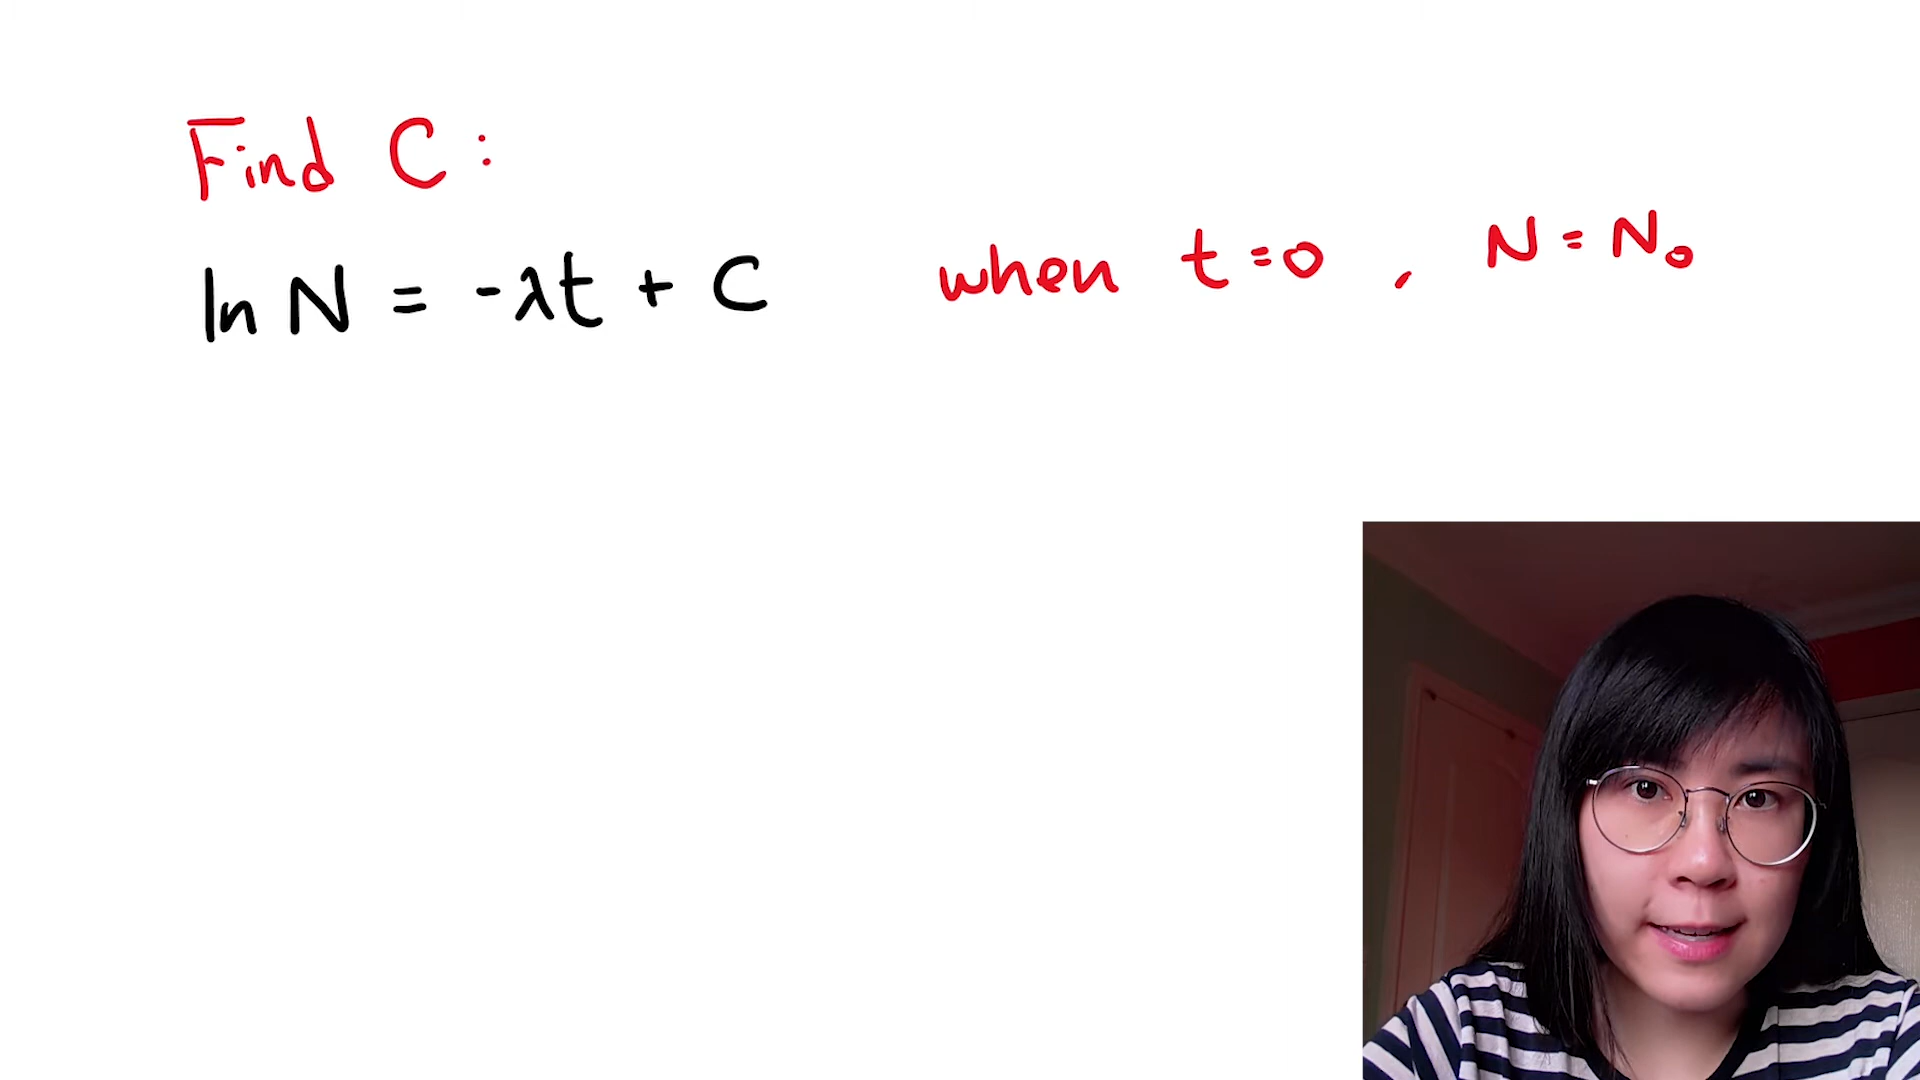 Find C:
ln N = -λt + C
when t=0, N = N₀